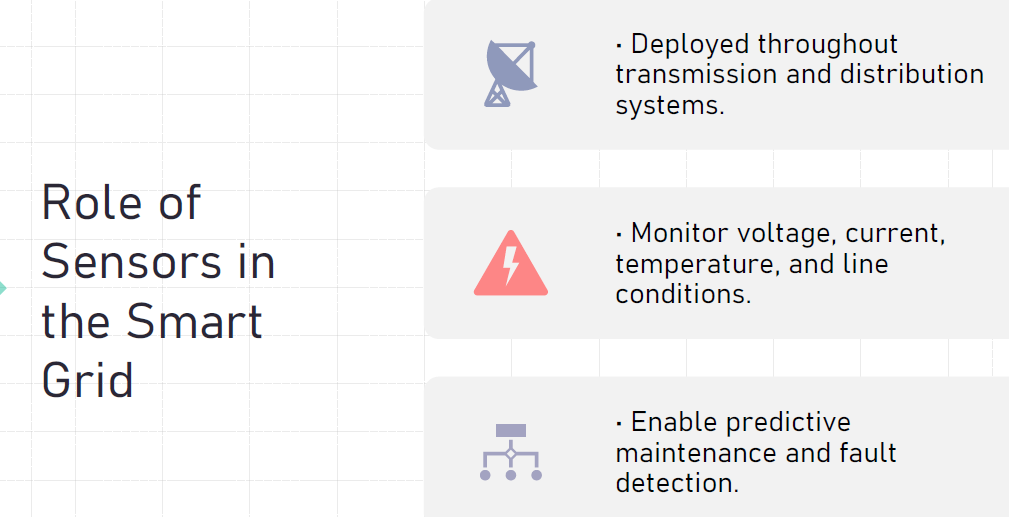 Role of
Sensors in
the Smart
Grid
· Deployed throughout
transmission and distribution
systems.
· Monitor voltage, current,
temperature, and line
conditions.
· Enable predictive
maintenance and fault
detection.